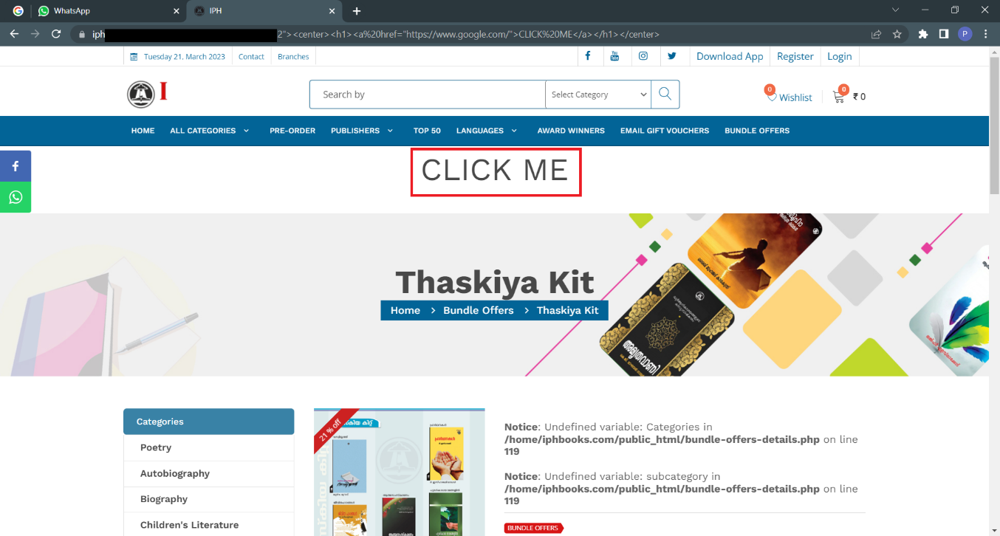 WhatsApp
IPH
iph 2"><center><h1><a%20href="https://www.google.com/">CLICK%20ME</a></h1></center>
P
Tuesday 21, March 2023 Contact Branches Download App Register Login
I
Search by Select Category 0 Wishlist 0 ₹ 0
HOME ALL CATEGORIES PRE-ORDER PUBLISHERS TOP 50 LANGUAGES AWARD WINNERS EMAIL GIFT VOUCHERS BUNDLE OFFERS
CLICK ME
Thaskiya Kit
Home > Bundle Offers > Thaskiya Kit
Categories
Poetry
Autobiography
Biography
Children's Literature
21 % off
Notice: Undefined variable: Categories in
/home/iphbooks.com/public_html/bundle-offers-details.php on line
119
Notice: Undefined variable: subcategory in
/home/iphbooks.com/public_html/bundle-offers-details.php on line
119
BUNDLE OFFERS